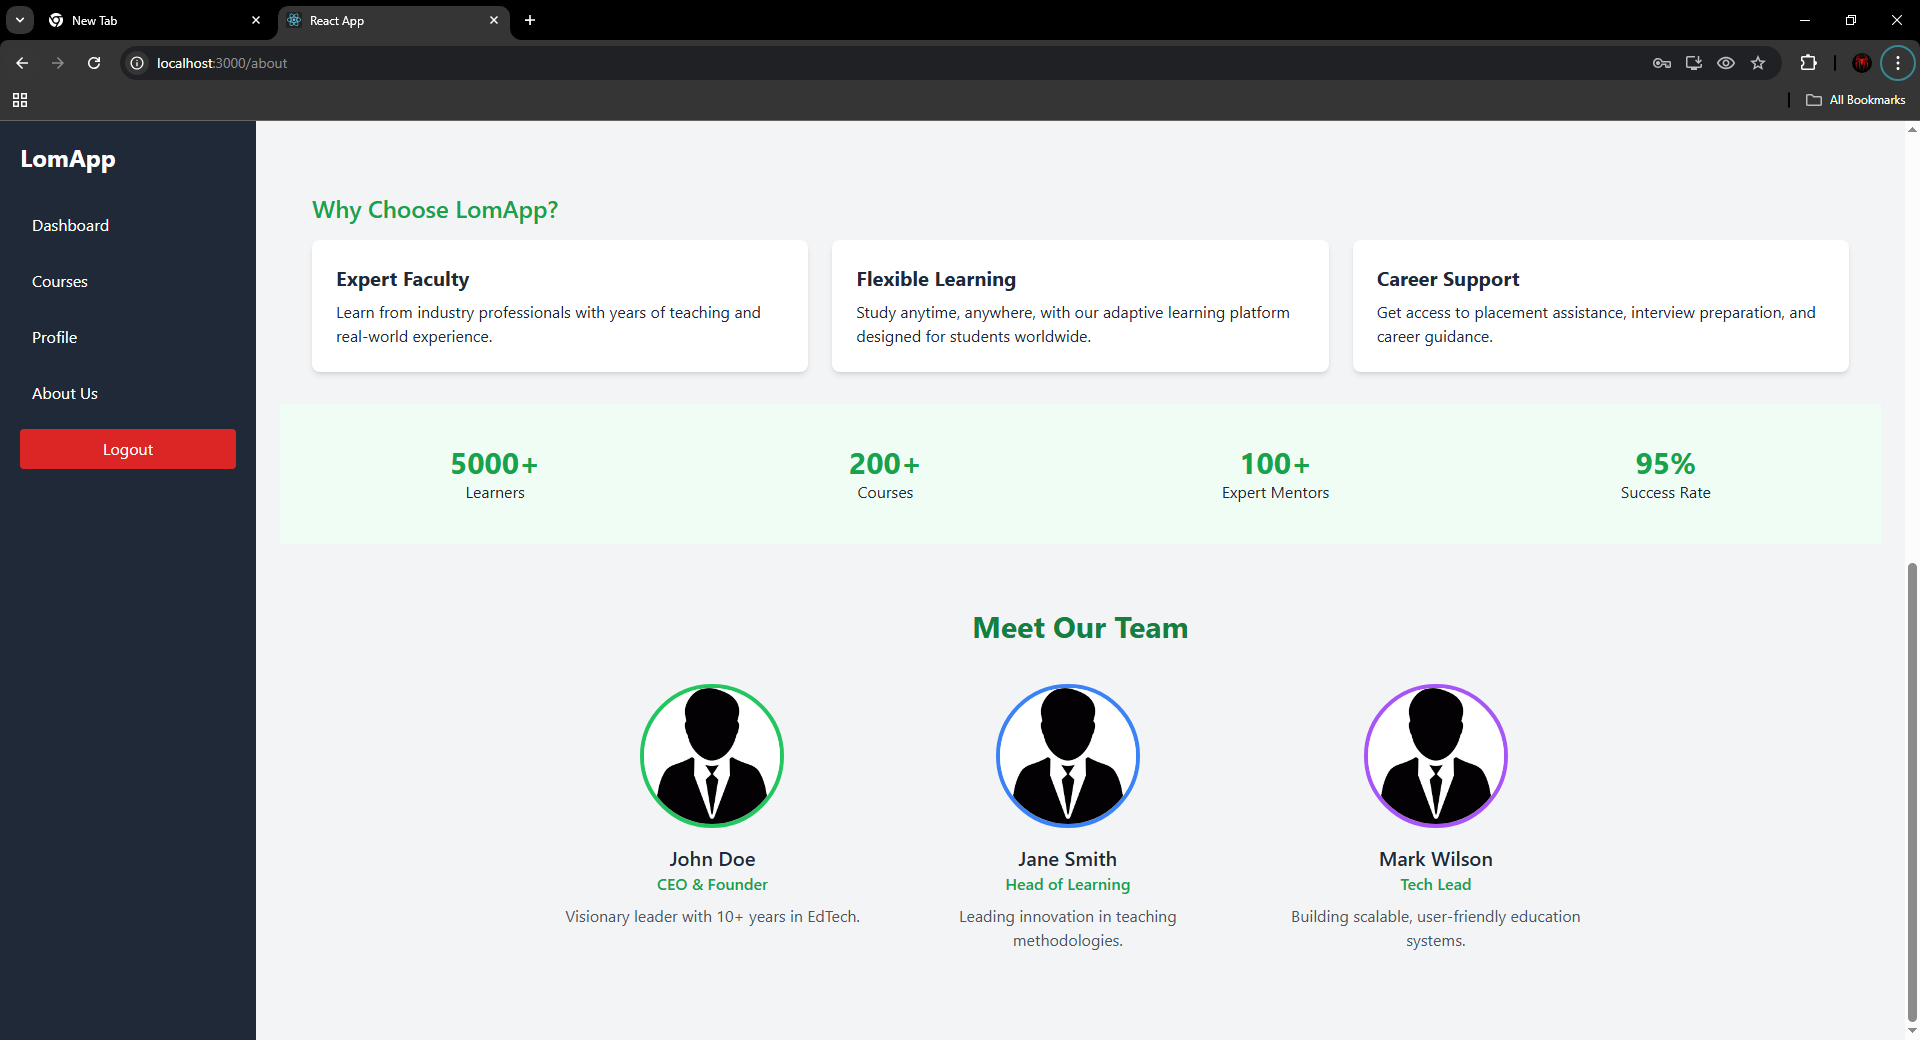 New Tab
React App
localhost:3000/about
All Bookmarks
LomApp
Dashboard
Courses
Profile
About Us
Logout
Why Choose LomApp?
Expert Faculty
Learn from industry professionals with years of teaching and
real-world experience.
Flexible Learning
Study anytime, anywhere, with our adaptive learning platform
designed for students worldwide.
Career Support
Get access to placement assistance, interview preparation, and
career guidance.
5000+
Learners
200+
Courses
100+
Expert Mentors
95%
Success Rate
Meet Our Team
John Doe
CEO & Founder
Visionary leader with 10+ years in EdTech.
Jane Smith
Head of Learning
Leading innovation in teaching
methodologies.
Mark Wilson
Tech Lead
Building scalable, user-friendly education
systems.